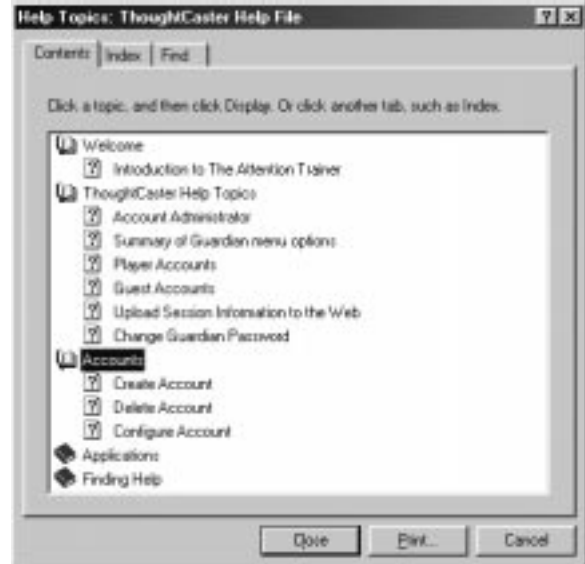 Help Topics: ThoughtCaster Help File
Contents Index Find
Click a topic, and then click Display. Or click another tab, such as Index.
Welcome
Introduction to The Attention Trainer
ThoughtCaster Help Topics
Account Administrator
Summary of Guardian menu options
Player Accounts
Guest Accounts
Upload Session Information to the Web
Change Guardian Password
Accounts
Create Account
Delete Account
Configure Account
Applications
Finding Help
Close Print... Cancel